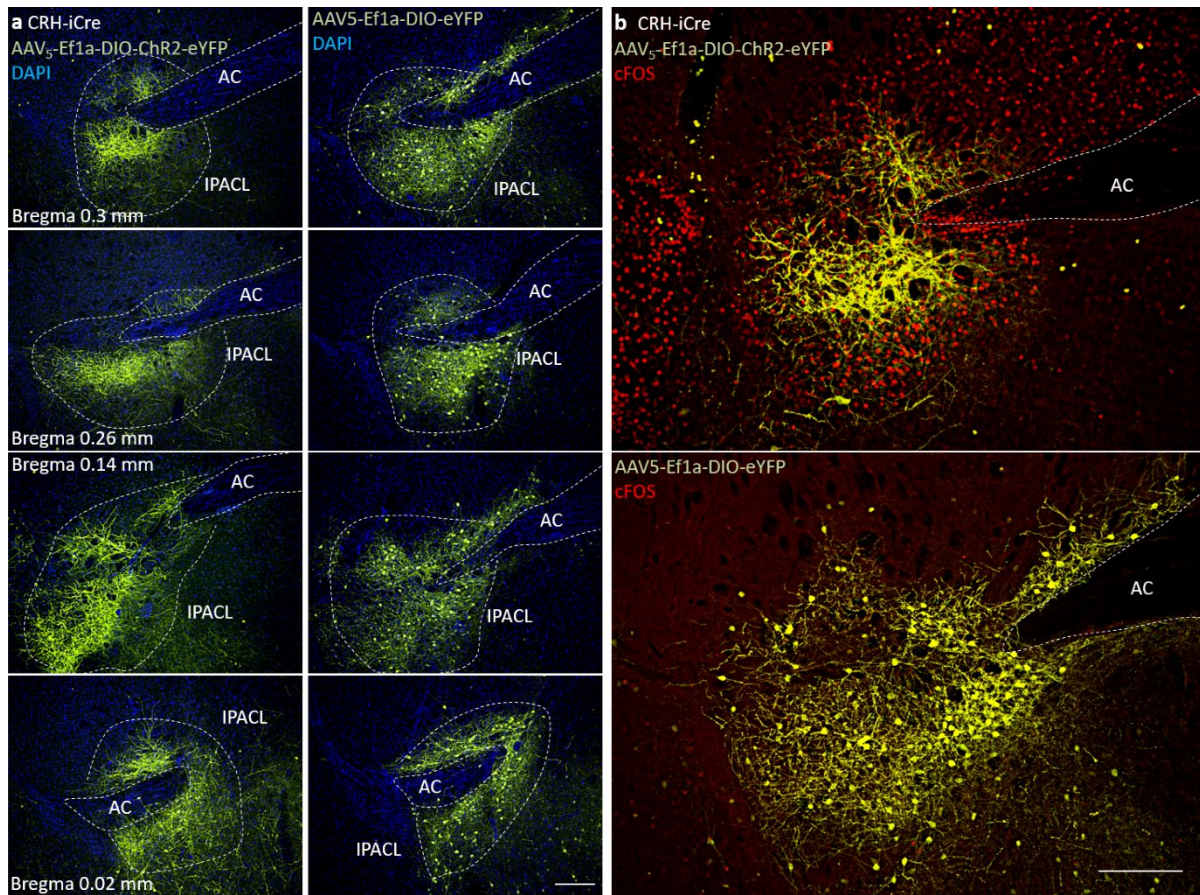 a CRH-iCre
AAV5-Ef1a-DIO-ChR2-eYFP
DAPI
AC
IPACL
Bregma 0.3 mm
AAV5-Ef1a-DIO-eYFP
DAPI
AC
IPACL
AC
IPACL
Bregma 0.26 mm
AC
IPACL
Bregma 0.14 mm
AC
IPACL
AC
IPACL
IPACL
AC
Bregma 0.02 mm
AC
IPACL
b CRH-iCre
AAV5-Ef1a-DIO-ChR2-eYFP
cFOS
AC
AAV5-Ef1a-DIO-eYFP
cFOS
AC